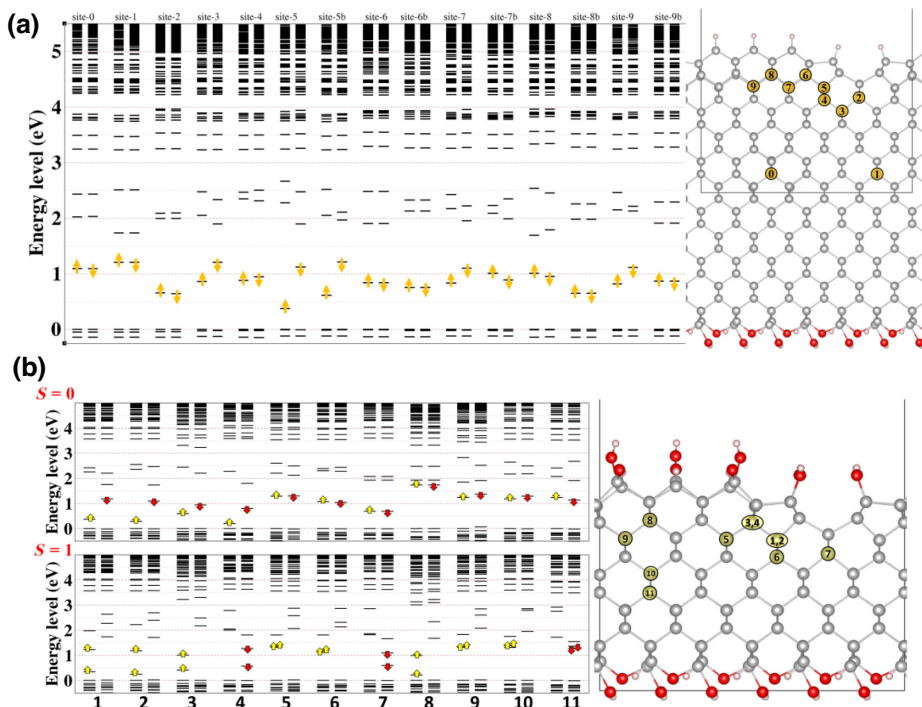 (a)
site-0 site-1 site-2 site-3 site-4 site-5 site-5b site-6 site-6b site-7 site-7b site-8 site-8b site-9 site-9b
Energy level (eV)
5
4
3
2
1
0
8 6
9 7 5 2
4
3
0 1
(b)
S = 0
Energy level (eV)
4
3
2
1
0
S = 1
Energy level (eV)
4
3
2
1
0
1 2 3 4 5 6 7 8 9 10 11
8 3,4
9 5 1,2
6 7
10
11